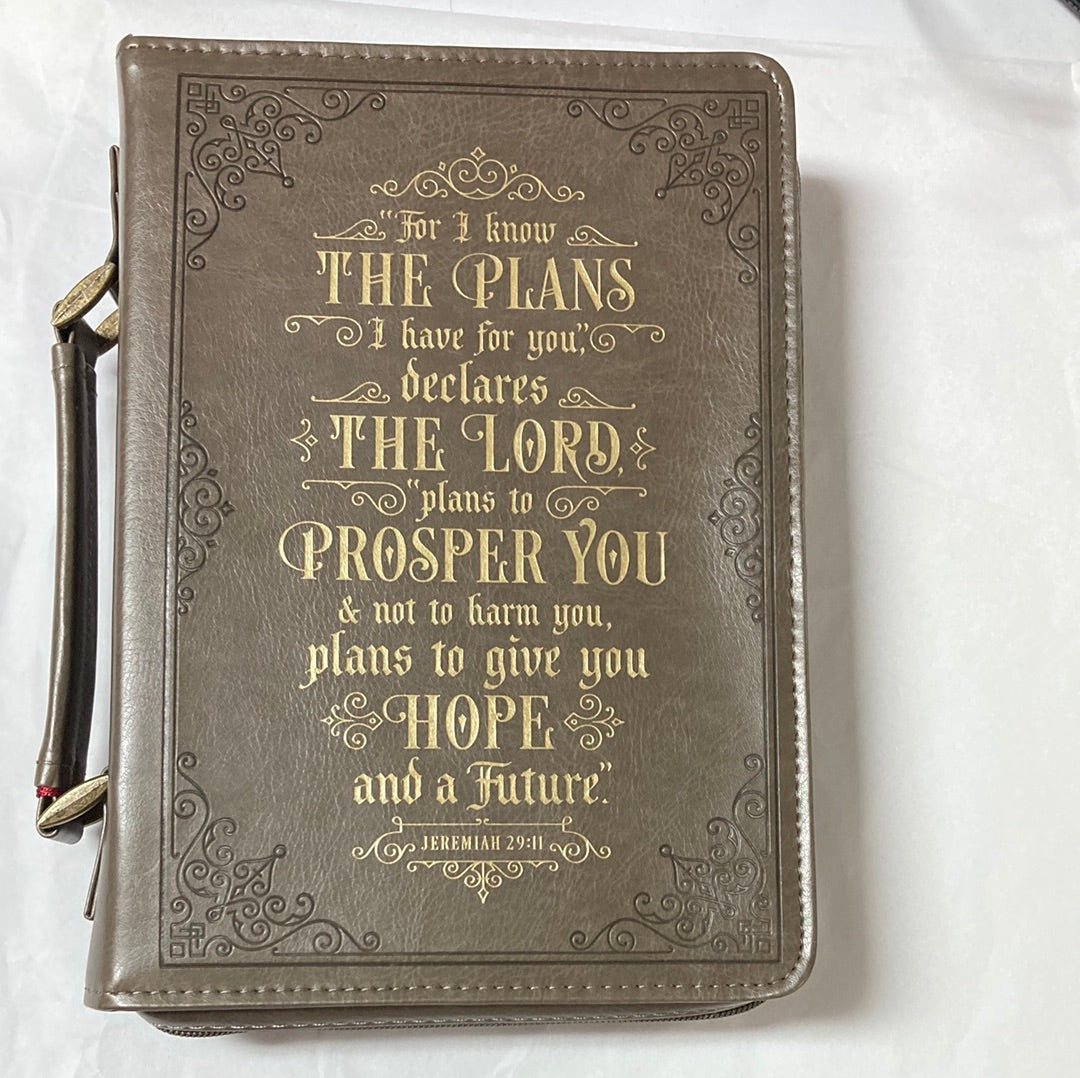 "For I know
THE PLANS
I have for you,"
declares
THE LORD,
"plans to
PROSPER YOU
& not to harm you,
plans to give you
HOPE
and a Future."
JEREMIAH 29:11